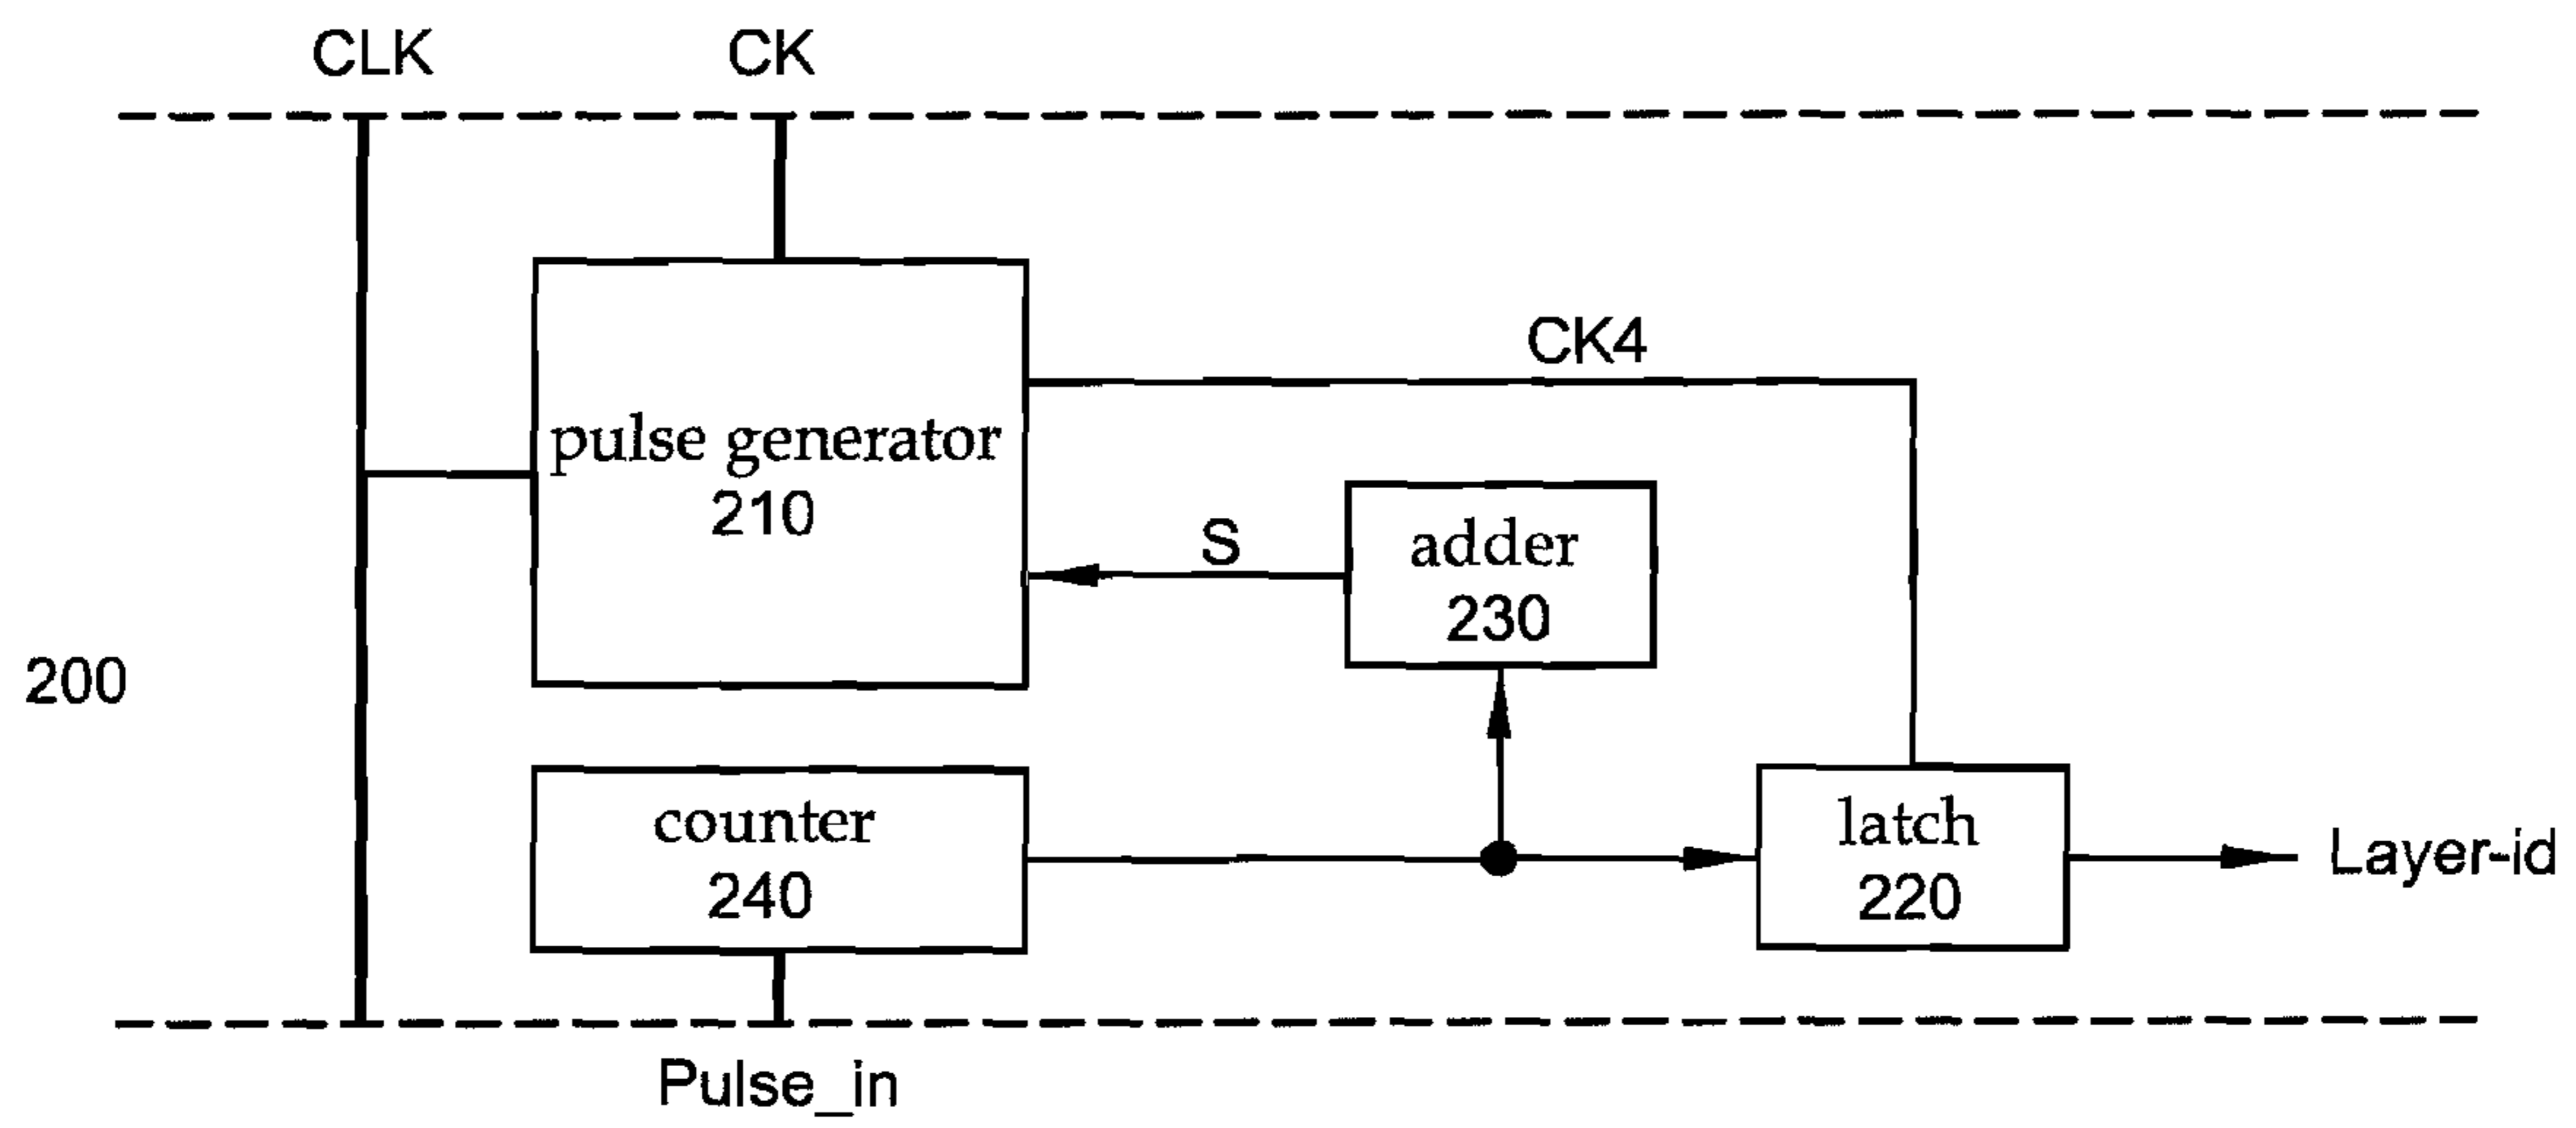 CLK
CK
CK4
pulse generator
210
S
adder
230
200
counter
240
latch
220
Layer-id
Pulse_in